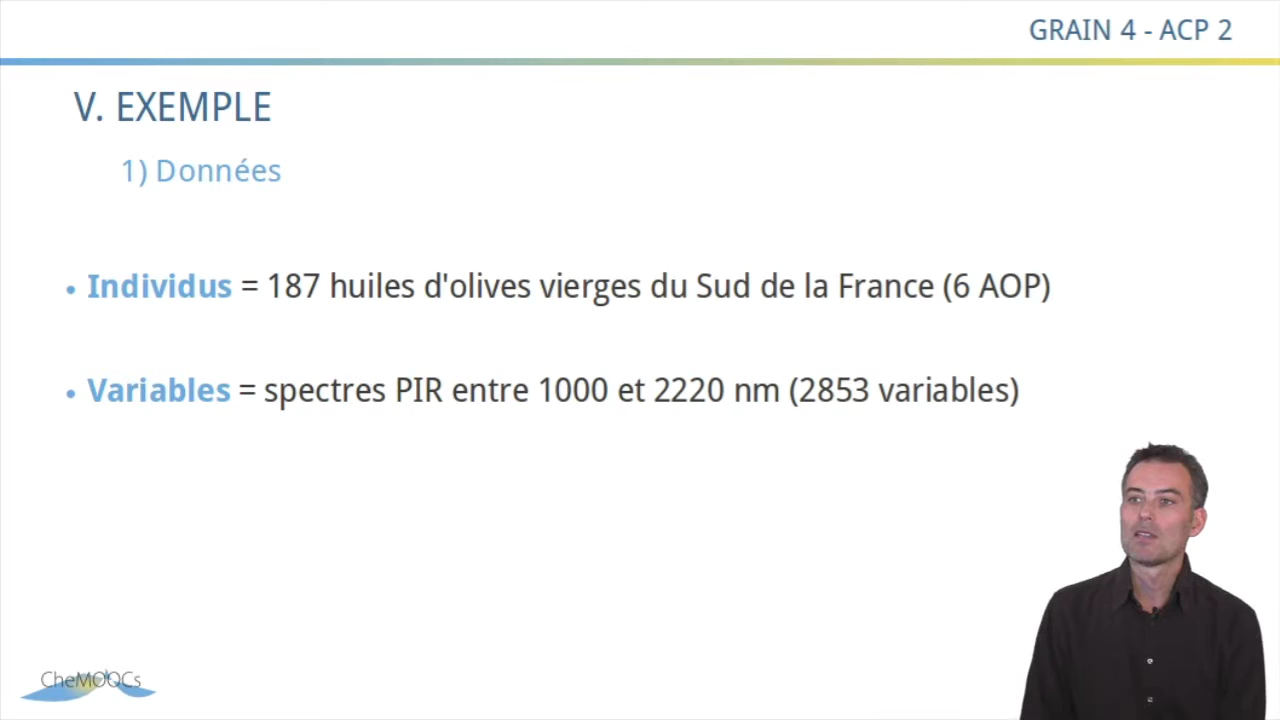 GRAIN 4 - ACP 2
V. EXEMPLE
1) Données
• Individus = 187 huiles d'olives vierges du Sud de la France (6 AOP)
• Variables = spectres PIR entre 1000 et 2220 nm (2853 variables)
CheMOOCs